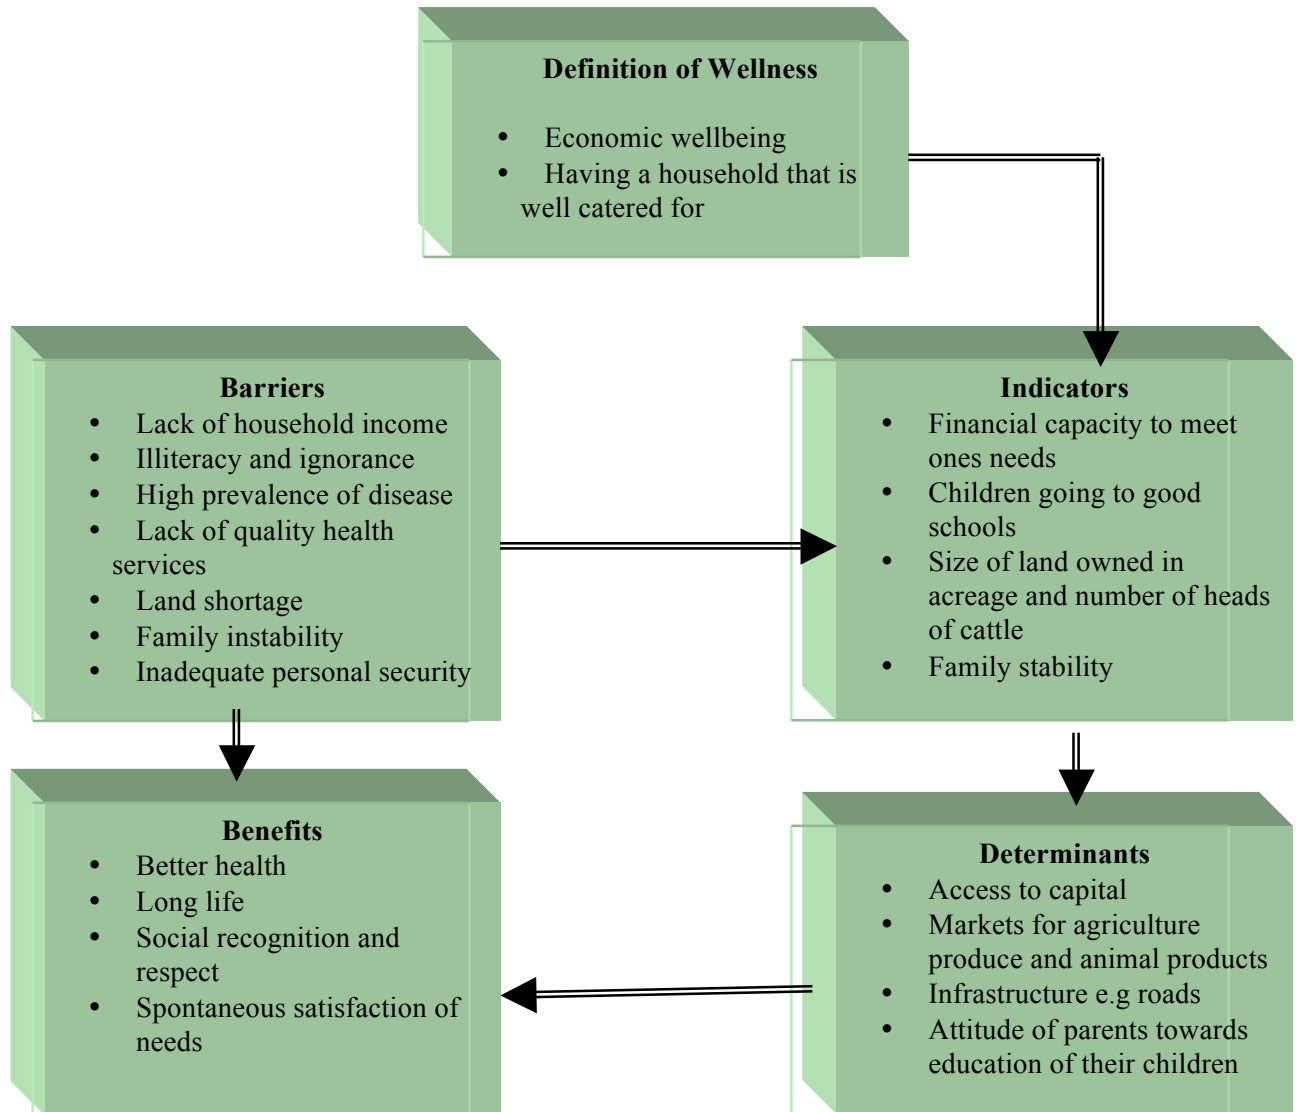 Definition of Wellness
• Economic wellbeing
• Having a household that is
well catered for
Barriers
• Lack of household income
• Illiteracy and ignorance
• High prevalence of disease
• Lack of quality health
services
• Land shortage
• Family instability
• Inadequate personal security
Indicators
• Financial capacity to meet
ones needs
• Children going to good
schools
• Size of land owned in
acreage and number of heads
of cattle
• Family stability
Benefits
• Better health
• Long life
• Social recognition and
respect
• Spontaneous satisfaction of
needs
Determinants
• Access to capital
• Markets for agriculture
produce and animal products
• Infrastructure e.g roads
• Attitude of parents towards
education of their children